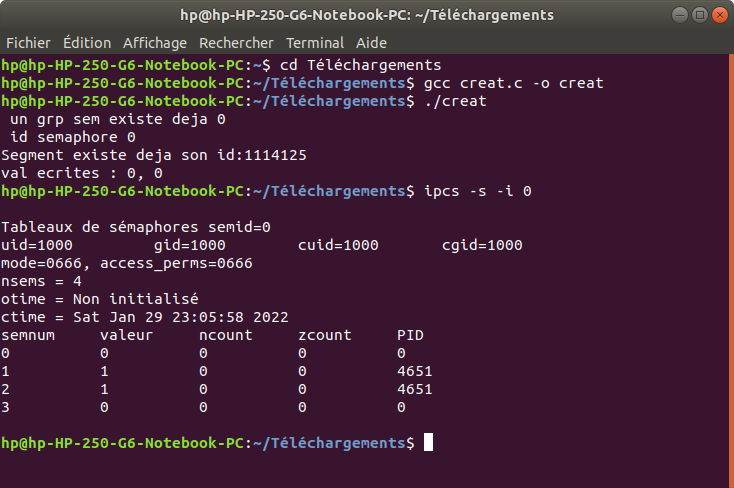 hp@hp-HP-250-G6-Notebook-PC: ~/Téléchargements
Fichier Édition Affichage Rechercher Terminal Aide
hp@hp-HP-250-G6-Notebook-PC:~$ cd Téléchargements
hp@hp-HP-250-G6-Notebook-PC:~/Téléchargements$ gcc creat.c -o creat
hp@hp-HP-250-G6-Notebook-PC:~/Téléchargements$ ./creat
 un grp sem existe deja 0
 id semaphore 0
Segment existe deja son id:1114125
val ecrites : 0, 0
hp@hp-HP-250-G6-Notebook-PC:~/Téléchargements$ ipcs -s -i 0
Tableaux de sémaphores semid=0
uid=1000         gid=1000        cuid=1000       cgid=1000
mode=0666, access_perms=0666
nsems = 4
otime = Non initialisé
ctime = Sat Jan 29 23:05:58 2022
semnum     valeur     ncount     zcount     PID
0          0          0          0          0
1          1          0          0          4651
2          1          0          0          4651
3          0          0          0          0
hp@hp-HP-250-G6-Notebook-PC:~/Téléchargements$